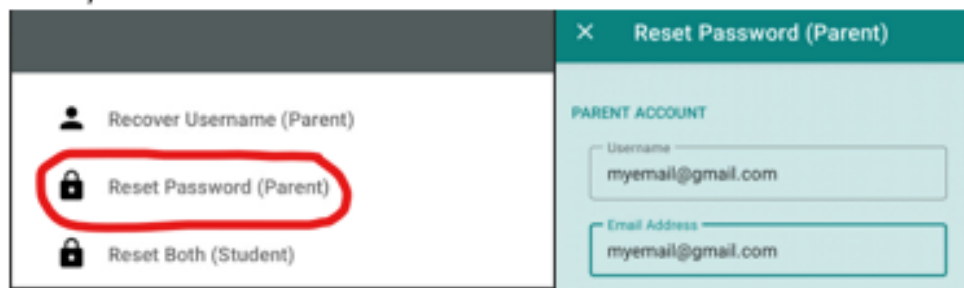 Recover Username (Parent)
Reset Password (Parent)
Reset Both (Student)
× Reset Password (Parent)
PARENT ACCOUNT
Username
myemail@gmail.com
Email Address
myemail@gmail.com